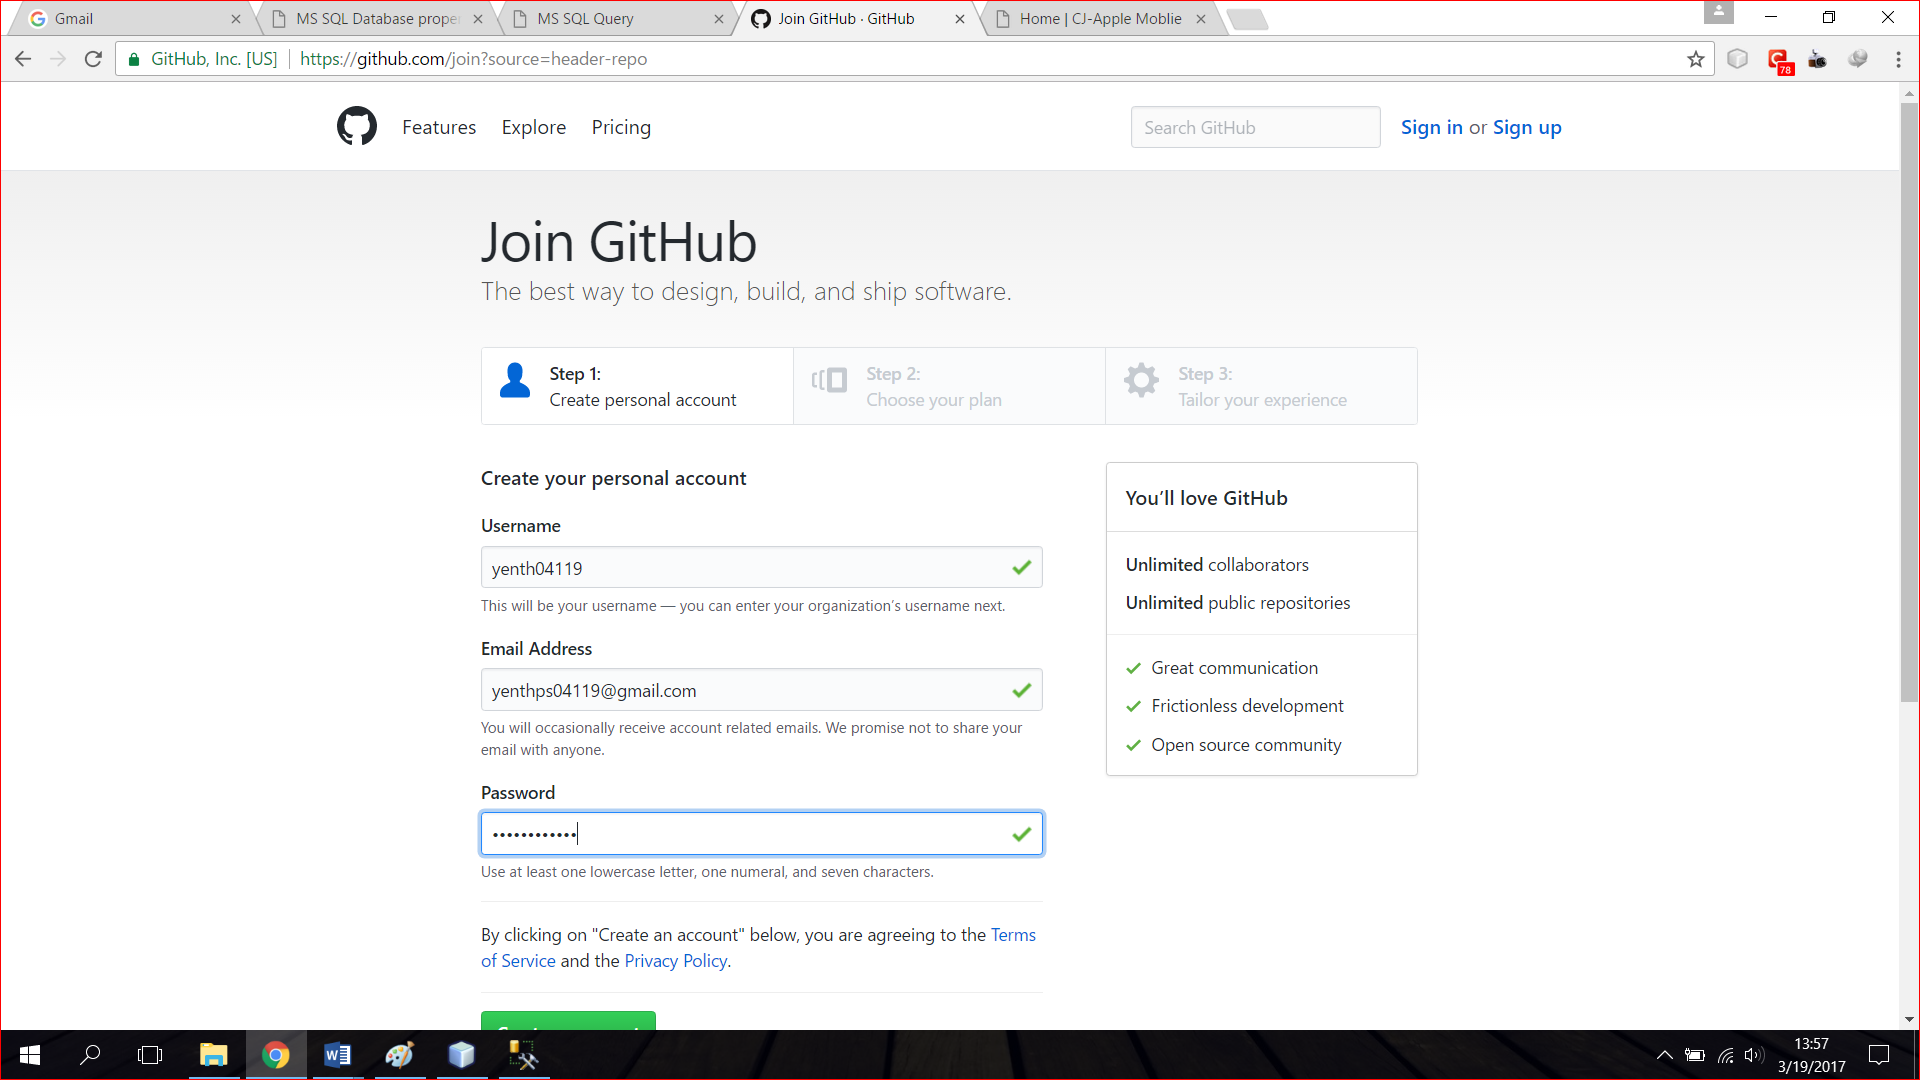 Gmail
MS SQL Database prope
MS SQL Query
Join GitHub · GitHub
Home | CJ-Apple Moblie
GitHub, Inc. [US]
https://github.com/join?source=header-repo
78
Features
Explore
Pricing
Search GitHub
Sign in or Sign up
Join GitHub
The best way to design, build, and ship software.
Step 1:
Create personal account
Step 2:
Choose your plan
Step 3:
Tailor your experience
Create your personal account
Username
yenth04119
This will be your username — you can enter your organization's username next.
Email Address
yenthps04119@gmail.com
You will occasionally receive account related emails. We promise not to share your
email with anyone.
Password
••••••••••••
Use at least one lowercase letter, one numeral, and seven characters.
By clicking on "Create an account" below, you are agreeing to the Terms
of Service and the Privacy Policy.
You'll love GitHub
Unlimited collaborators
Unlimited public repositories
Great communication
Frictionless development
Open source community
13:57
3/19/2017